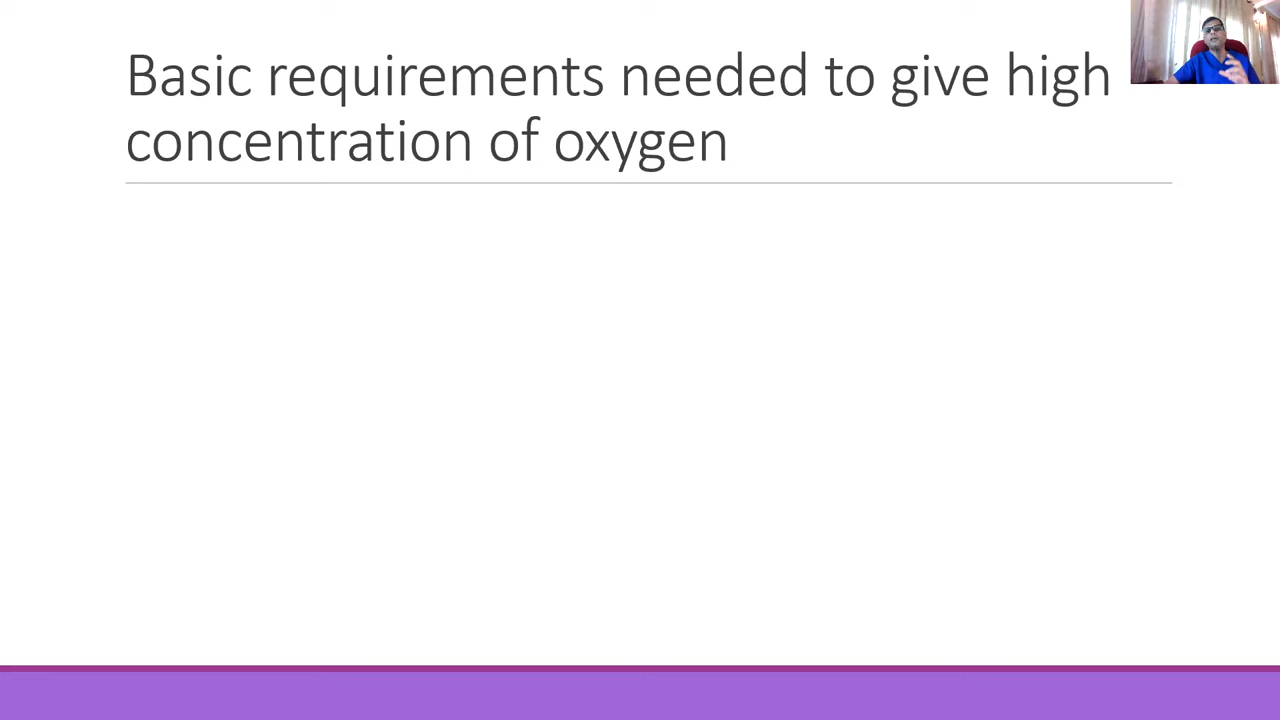 Basic requirements needed to give high
concentration of oxygen